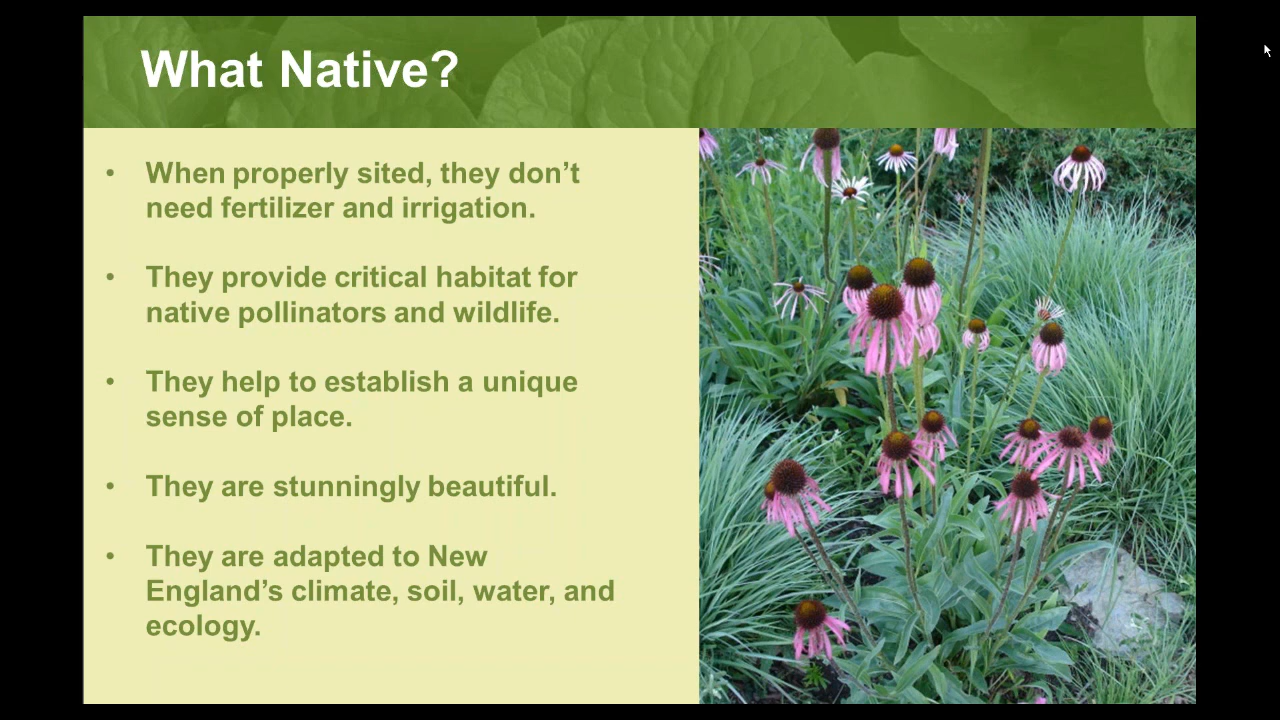 What Native?
• When properly sited, they don’t
need fertilizer and irrigation.
• They provide critical habitat for
native pollinators and wildlife.
• They help to establish a unique
sense of place.
• They are stunningly beautiful.
• They are adapted to New
England’s climate, soil, water, and
ecology.